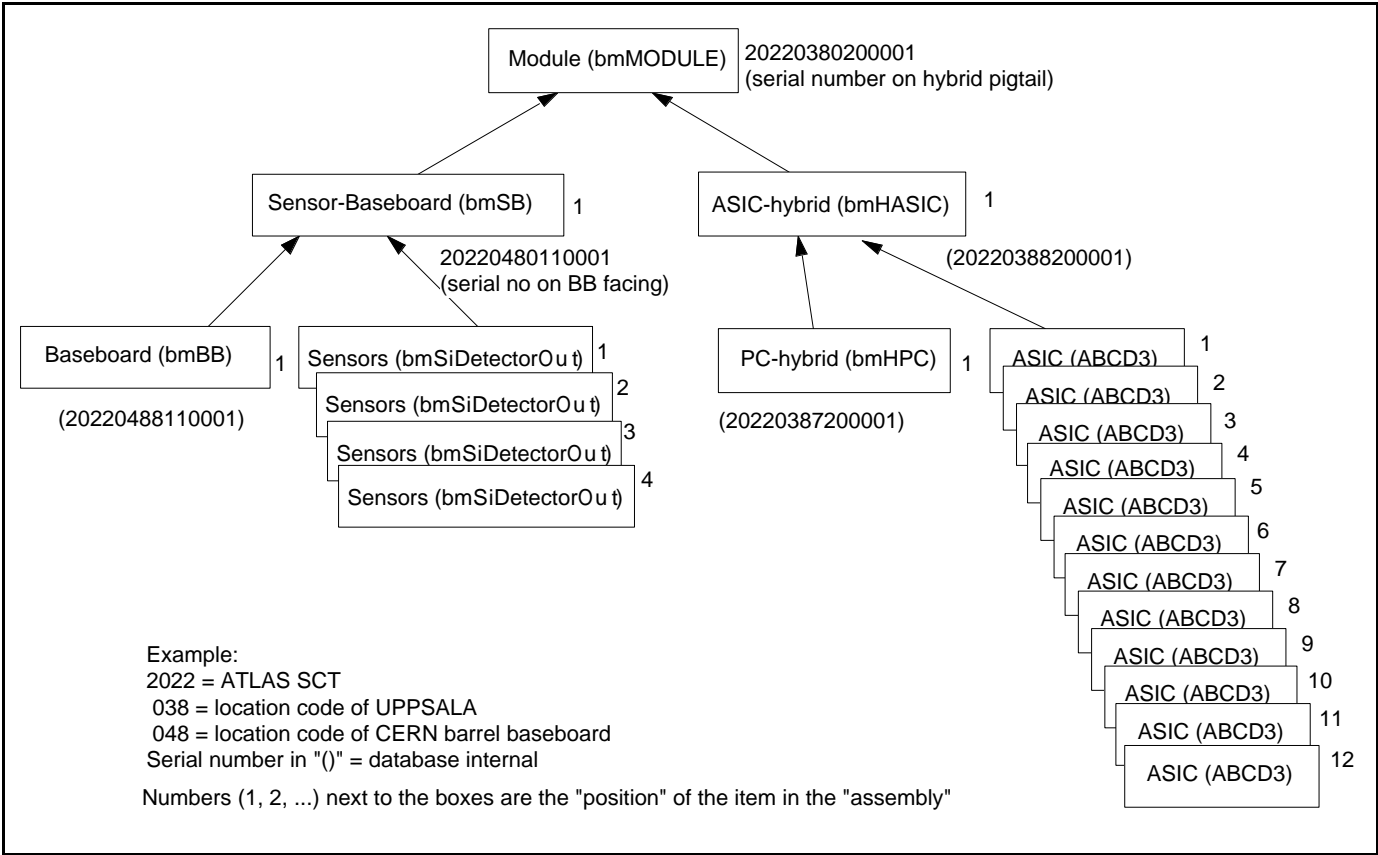 Module (bmMODULE)
20220380200001
(serial number on hybrid pigtail)
Sensor-Baseboard (bmSB)
1
ASIC-hybrid (bmHASIC)
1
20220480110001
(serial no on BB facing)
(20220388200001)
Baseboard (bmBB)
1
(20220488110001)
Sensors (bmSiDetectorOut)
1
Sensors (bmSiDetectorOut)
2
Sensors (bmSiDetectorOut)
3
Sensors (bmSiDetectorOut)
4
PC-hybrid (bmHPC)
1
(20220387200001)
ASIC (ABCD3)
1
ASIC (ABCD3)
2
ASIC (ABCD3)
3
ASIC (ABCD3)
4
ASIC (ABCD3)
5
ASIC (ABCD3)
6
ASIC (ABCD3)
7
ASIC (ABCD3)
8
ASIC (ABCD3)
9
ASIC (ABCD3)
10
ASIC (ABCD3)
11
ASIC (ABCD3)
12
Example:
2022 = ATLAS SCT
038 = location code of UPPSALA
048 = location code of CERN barrel baseboard
Serial number in "()" = database internal
Numbers (1, 2, ...) next to the boxes are the "position" of the item in the "assembly"